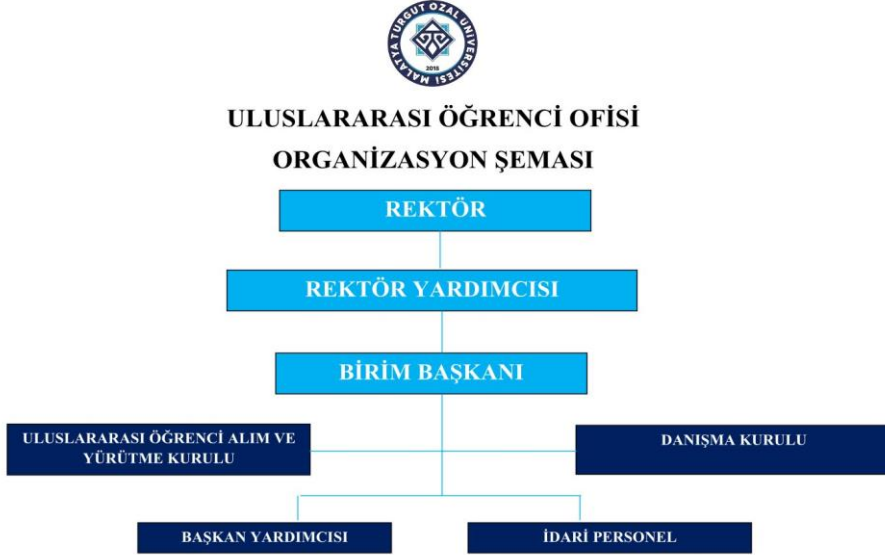 MALATYA TURGUT ÖZAL ÜNİVERSİTESİ
2018
ULUSLARARASI ÖĞRENCİ OFİSİ
ORGANİZASYON ŞEMASI
REKTÖR
REKTÖR YARDIMCISI
BİRİM BAŞKANI
ULUSLARARASI ÖĞRENCİ ALIM VE
YÜRÜTME KURULU
DANIŞMA KURULU
BAŞKAN YARDIMCISI
İDARİ PERSONEL